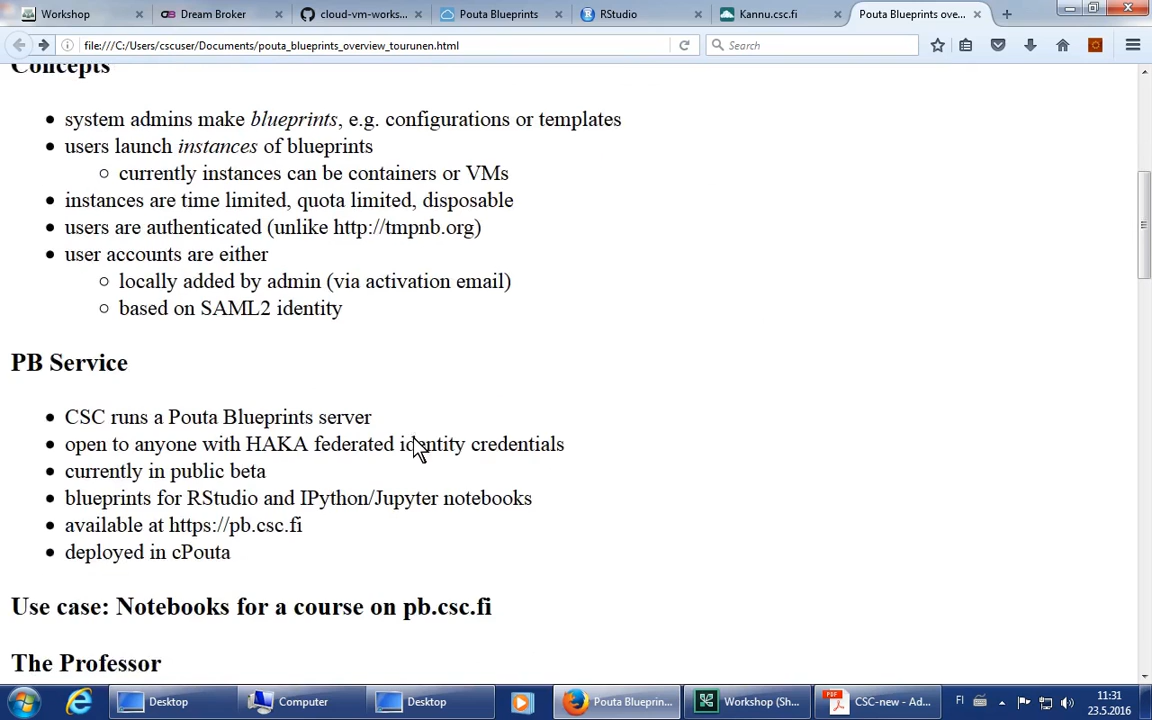 Workshop
Dream Broker
cloud-vm-works...
Pouta Blueprints
RStudio
Kannu.csc.fi
Pouta Blueprints ove...
file:///C:/Users/cscuser/Documents/pouta_blueprints_overview_tourunen.html
Search
Concepts
system admins make blueprints, e.g. configurations or templates
users launch instances of blueprints
currently instances can be containers or VMs
instances are time limited, quota limited, disposable
users are authenticated (unlike http://tmpnb.org)
user accounts are either
locally added by admin (via activation email)
based on SAML2 identity
PB Service
CSC runs a Pouta Blueprints server
open to anyone with HAKA federated identity credentials
currently in public beta
blueprints for RStudio and IPython/Jupyter notebooks
available at https://pb.csc.fi
deployed in cPouta
Use case: Notebooks for a course on pb.csc.fi
The Professor
Desktop
Computer
Desktop
Pouta Blueprin...
Workshop (Sh...
CSC-new - Ad...
FI
11:31
23.5.2016